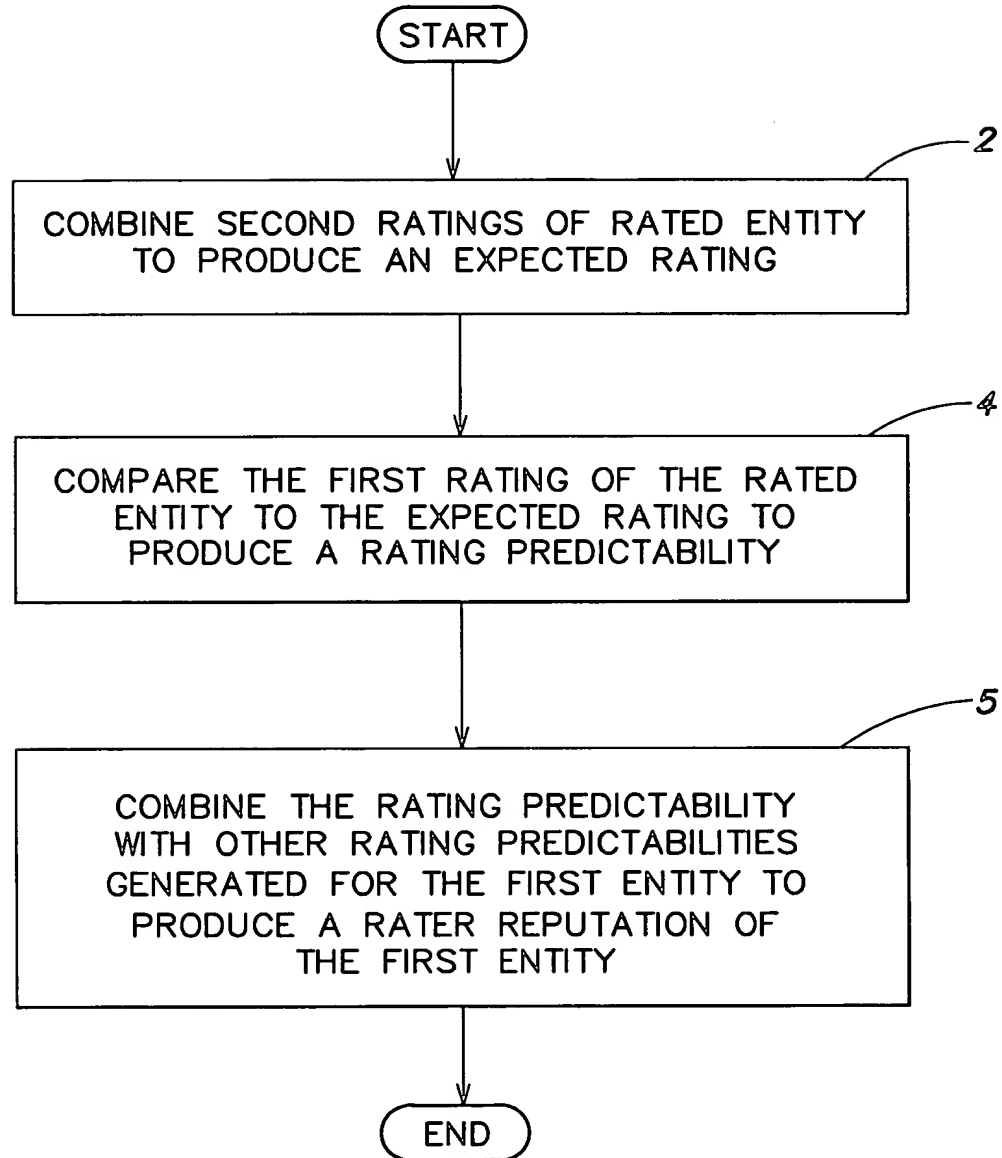 START
2
COMBINE SECOND RATINGS OF RATED ENTITY
TO PRODUCE AN EXPECTED RATING
4
COMPARE THE FIRST RATING OF THE RATED
ENTITY TO THE EXPECTED RATING TO
PRODUCE A RATING PREDICTABILITY
5
COMBINE THE RATING PREDICTABILITY
WITH OTHER RATING PREDICTABILITIES
GENERATED FOR THE FIRST ENTITY TO
PRODUCE A RATER REPUTATION OF
THE FIRST ENTITY
END